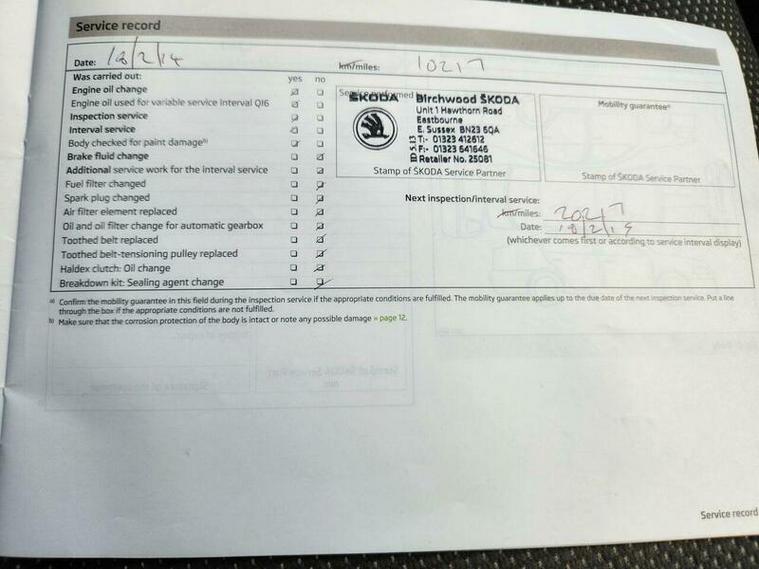 Service record
Date: 18/2/14 km/miles: 10217
Was carried out: yes no
Engine oil change
Engine oil used for variable service interval QI6
Inspection service
Interval service
Body checked for paint damage b)
Brake fluid change
Additional service work for the interval service
Fuel filter changed
Spark plug changed
Air filter element replaced
Oil and oil filter change for automatic gearbox
Toothed belt replaced
Toothed belt-tensioning pulley replaced
Haldex clutch: Oil change
Breakdown kit: Sealing agent change
ŠKODA Birchwood ŠKODA
Unit 1 Hawthorn Road
Eastbourne
E. Sussex BN23 6QA
T:- 01323 412612
F:- 01323 641646
Retailer No. 25081
Stamp of ŠKODA Service Partner
Mobility guarantee a)
Stamp of ŠKODA Service Partner
Next inspection/interval service:
km/miles: 20217
Date: 18/2/15
(whichever comes first or according to service interval display)
a) Confirm the mobility guarantee in this field during the inspection service if the appropriate conditions are fulfilled. The mobility guarantee applies up to the due date of the next inspection service. Put a line
through the box if the appropriate conditions are not fulfilled.
b) Make sure that the corrosion protection of the body is intact or note any possible damage » page 12.
Service record